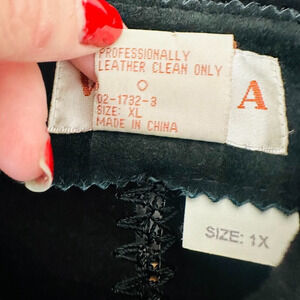 PROFESSIONALLY
LEATHER CLEAN ONLY
02-1732-3
SIZE: XL
MADE IN CHINA
A
SIZE: 1X